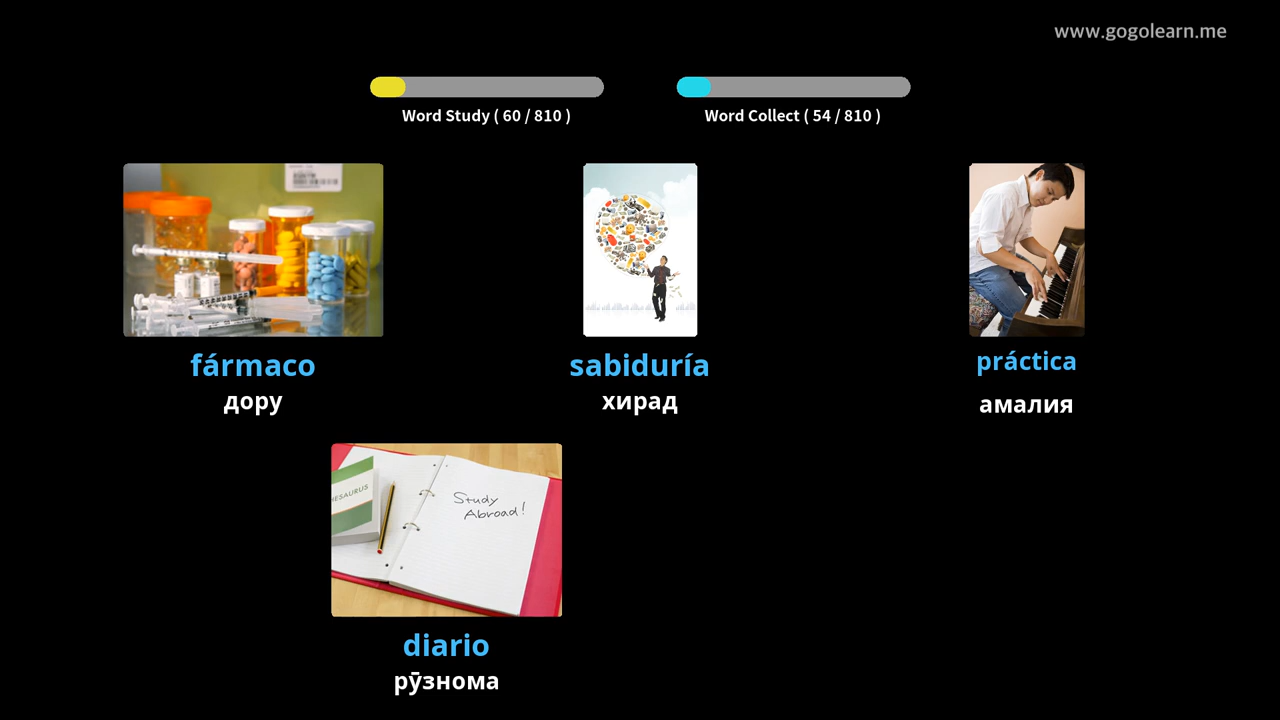 www.gogolearn.me
Word Study ( 60 / 810 )
Word Collect ( 54 / 810 )
fármaco
дору
sabiduría
хирад
práctica
амалия
Study
Abroad!
diario
рӯзнома